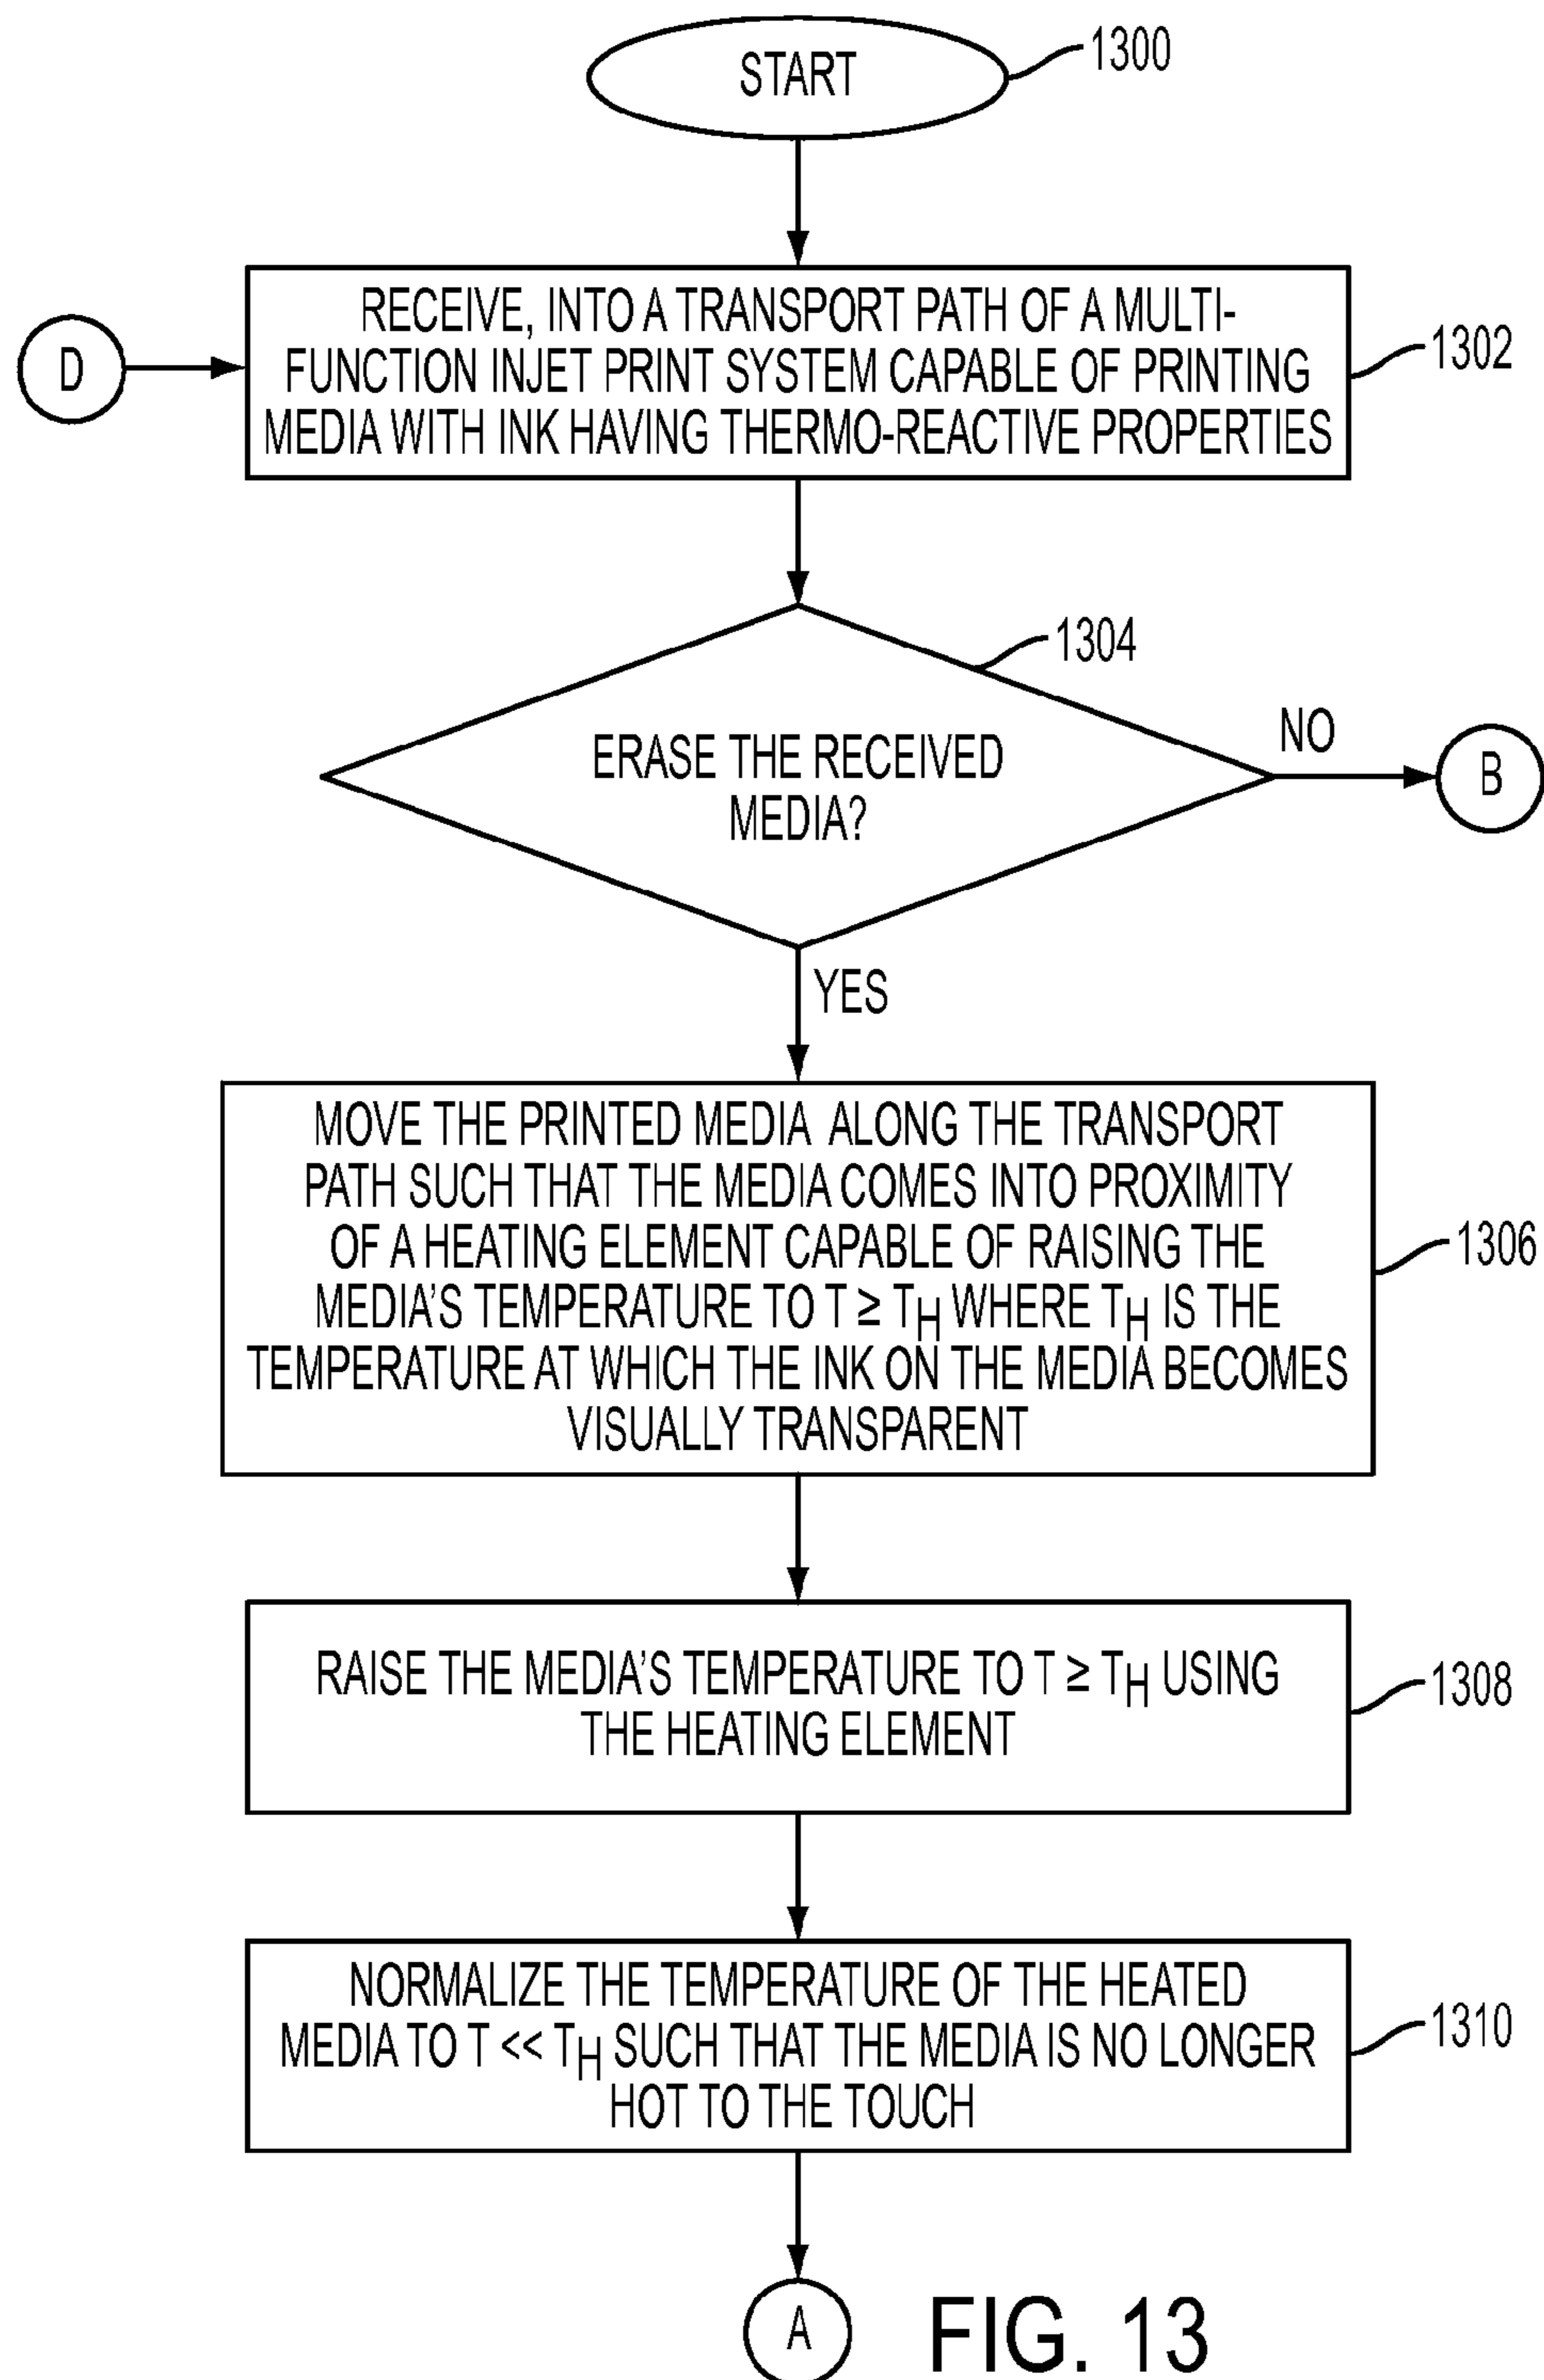 START
1300
D
RECEIVE, INTO A TRANSPORT PATH OF A MULTI-
FUNCTION INJET PRINT SYSTEM CAPABLE OF PRINTING
MEDIA WITH INK HAVING THERMO-REACTIVE PROPERTIES
1302
1304
ERASE THE RECEIVED
MEDIA?
NO
B
YES
MOVE THE PRINTED MEDIA ALONG THE TRANSPORT
PATH SUCH THAT THE MEDIA COMES INTO PROXIMITY
OF A HEATING ELEMENT CAPABLE OF RAISING THE
MEDIA'S TEMPERATURE TO T ≥ TH WHERE TH IS THE
TEMPERATURE AT WHICH THE INK ON THE MEDIA BECOMES
VISUALLY TRANSPARENT
1306
RAISE THE MEDIA'S TEMPERATURE TO T ≥ TH USING
THE HEATING ELEMENT
1308
NORMALIZE THE TEMPERATURE OF THE HEATED
MEDIA TO T << TH SUCH THAT THE MEDIA IS NO LONGER
HOT TO THE TOUCH
1310
A
FIG. 13